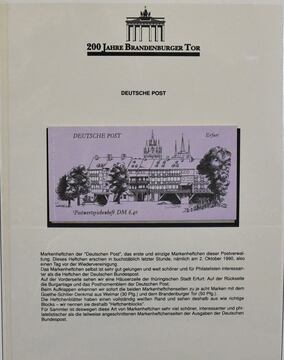 200 JAHRE BRANDENBURGER TOR
DEUTSCHE POST
DEUTSCHE POST Erfurt
Postwertzeichenheft DM 6,40
Markenheftchen der "Deutschen Post", das erste und einzige Markenheftchen dieser Postverwal-
tung. Dieses Heftchen erschien in buchstäblich letzter Stunde, nämlich am 2. Oktober 1990, also
einen Tag vor der Wiedervereinigung.
Das Markenheftchen selbst ist sehr gut gelungen und weit schöner und für Philatelisten interessan-
ter als die Heftchen der Deutschen Bundespost.
Auf der Vorderseite sehen wir eine Häuserzeile der thüringischen Stadt Erfurt. Auf der Rückseite
die Burganlage und das Posthornemblem der Deutschen Post.
Beim Aufklappen erkennen wir sofort die beiden Markenheftchenseiten zu je acht Marken mit dem
Goethe-Schiller-Denkmal aus Weimar (30 Pfg.) und dem Brandenburger Tor (50 Pfg.).
Die Heftchenblätter haben einen vollständig weißen Rand und sehen deshalb aus wie richtige
Blocks – wir nennen sie deshalb "Heftchenblocks".
Für Sammler ist deswegen diese Art von Markenheftchen sehr viel schöner, interessanter und phi-
latelistischer als die teilweise angeschnittenen Markenheftchenseiten der Ausgaben der Deutschen
Bundespost.